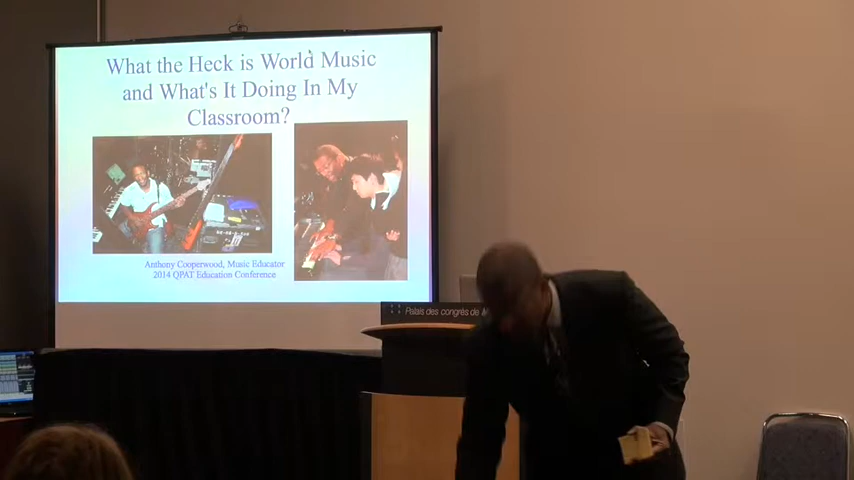 What the Heck is World Music
and What's It Doing In My
Classroom?
Anthony Cooperwood, Music Educator
2014 QPAT Education Conference
Palais des congrès de